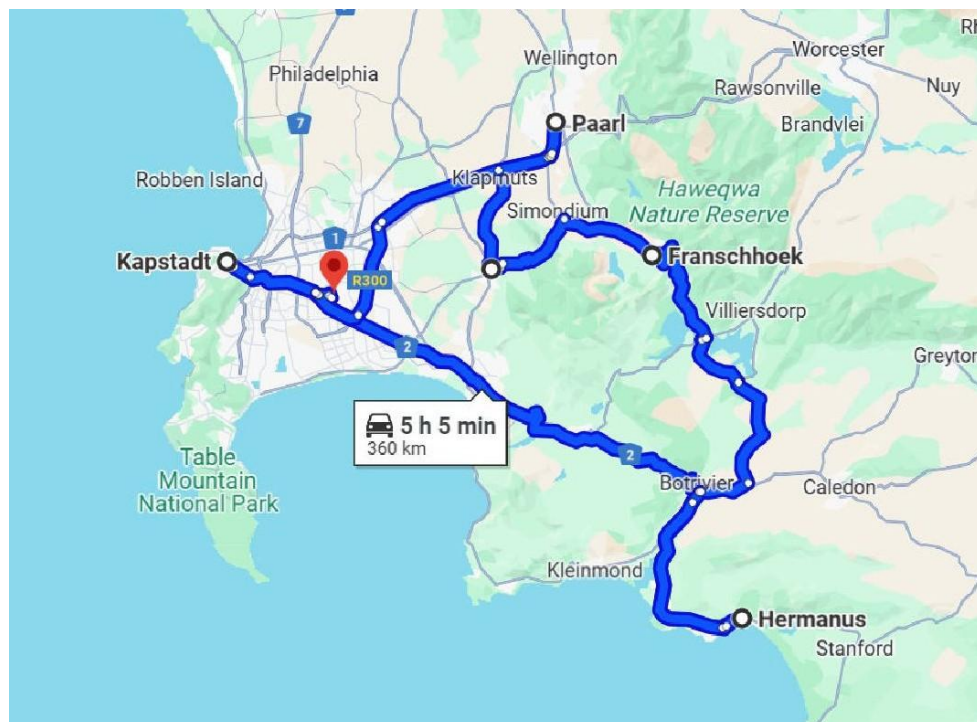 Wellington
Worcester
Philadelphia
Rawsonville
Nuy
7
Paarl
Brandvlei
Robben Island
Klapmuts
Haweqwa
Nature Reserve
Simondium
1
Kapstadt
R300
Franschhoek
Villiersdorp
2
Greyton
5 h 5 min
360 km
Table
Mountain
National Park
2
Botrivier
Caledon
Kleinmond
Hermanus
Stanford